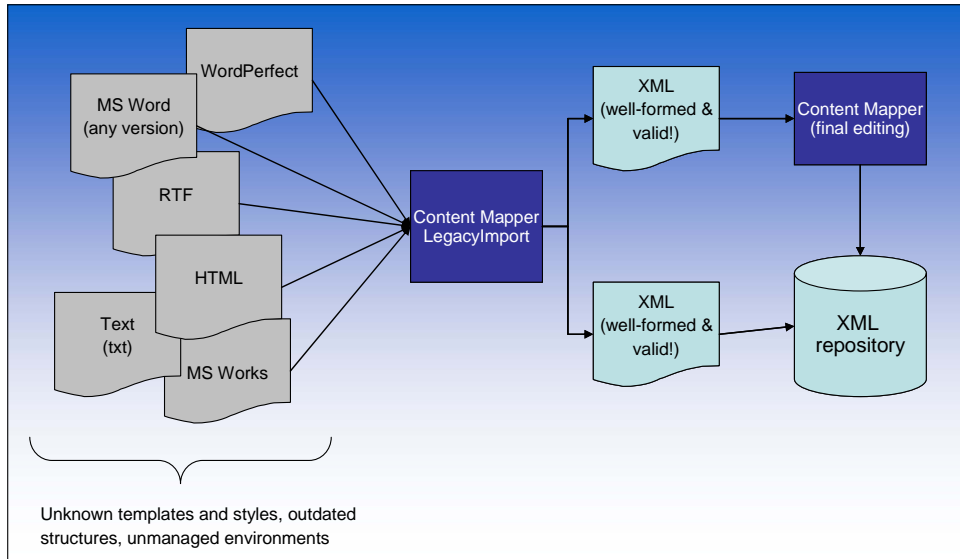 WordPerfect
MS Word
(any version)
RTF
HTML
Text
(txt)
MS Works
Content Mapper
LegacyImport
XML
(well-formed &
valid!)
Content Mapper
(final editing)
XML
(well-formed &
valid!)
XML
repository
Unknown templates and styles, outdated
structures, unmanaged environments